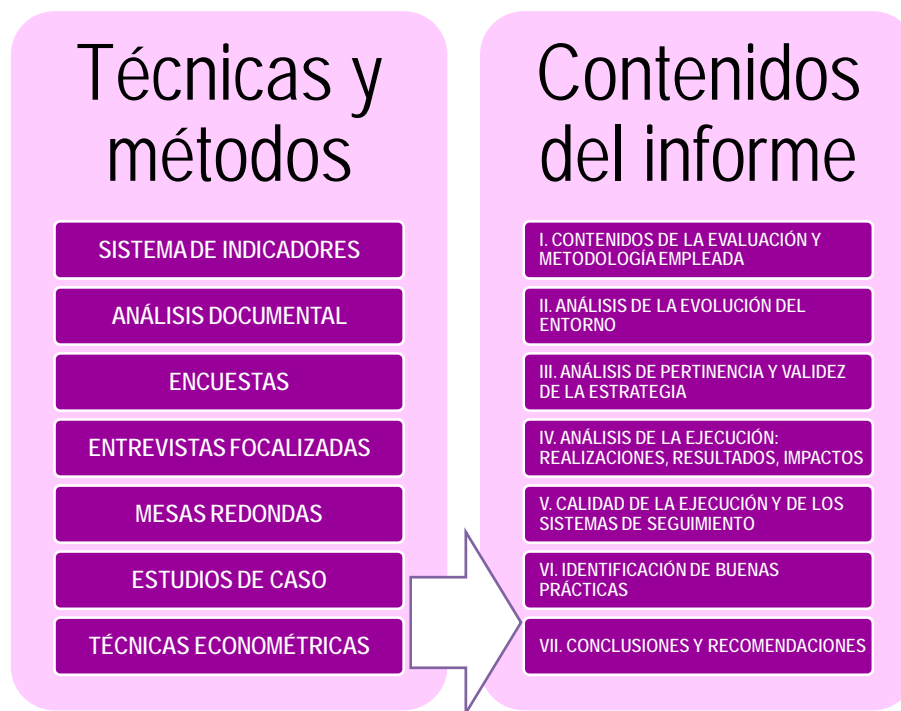 Técnicas y
métodos
SISTEMA DE INDICADORES
ANÁLISIS DOCUMENTAL
ENCUESTAS
ENTREVISTAS FOCALIZADAS
MESAS REDONDAS
ESTUDIOS DE CASO
TÉCNICAS ECONOMÉTRICAS
Contenidos
del informe
I. CONTENIDOS DE LA EVALUACIÓN Y
METODOLOGÍA EMPLEADA
II. ANÁLISIS DE LA EVOLUCIÓN DEL
ENTORNO
III. ANÁLISIS DE PERTINENCIA Y VALIDEZ
DE LA ESTRATEGIA
IV. ANÁLISIS DE LA EJECUCIÓN:
REALIZACIONES, RESULTADOS, IMPACTOS
V. CALIDAD DE LA EJECUCIÓN Y DE LOS
SISTEMAS DE SEGUIMIENTO
VI. IDENTIFICACIÓN DE BUENAS
PRÁCTICAS
VII. CONCLUSIONES Y RECOMENDACIONES